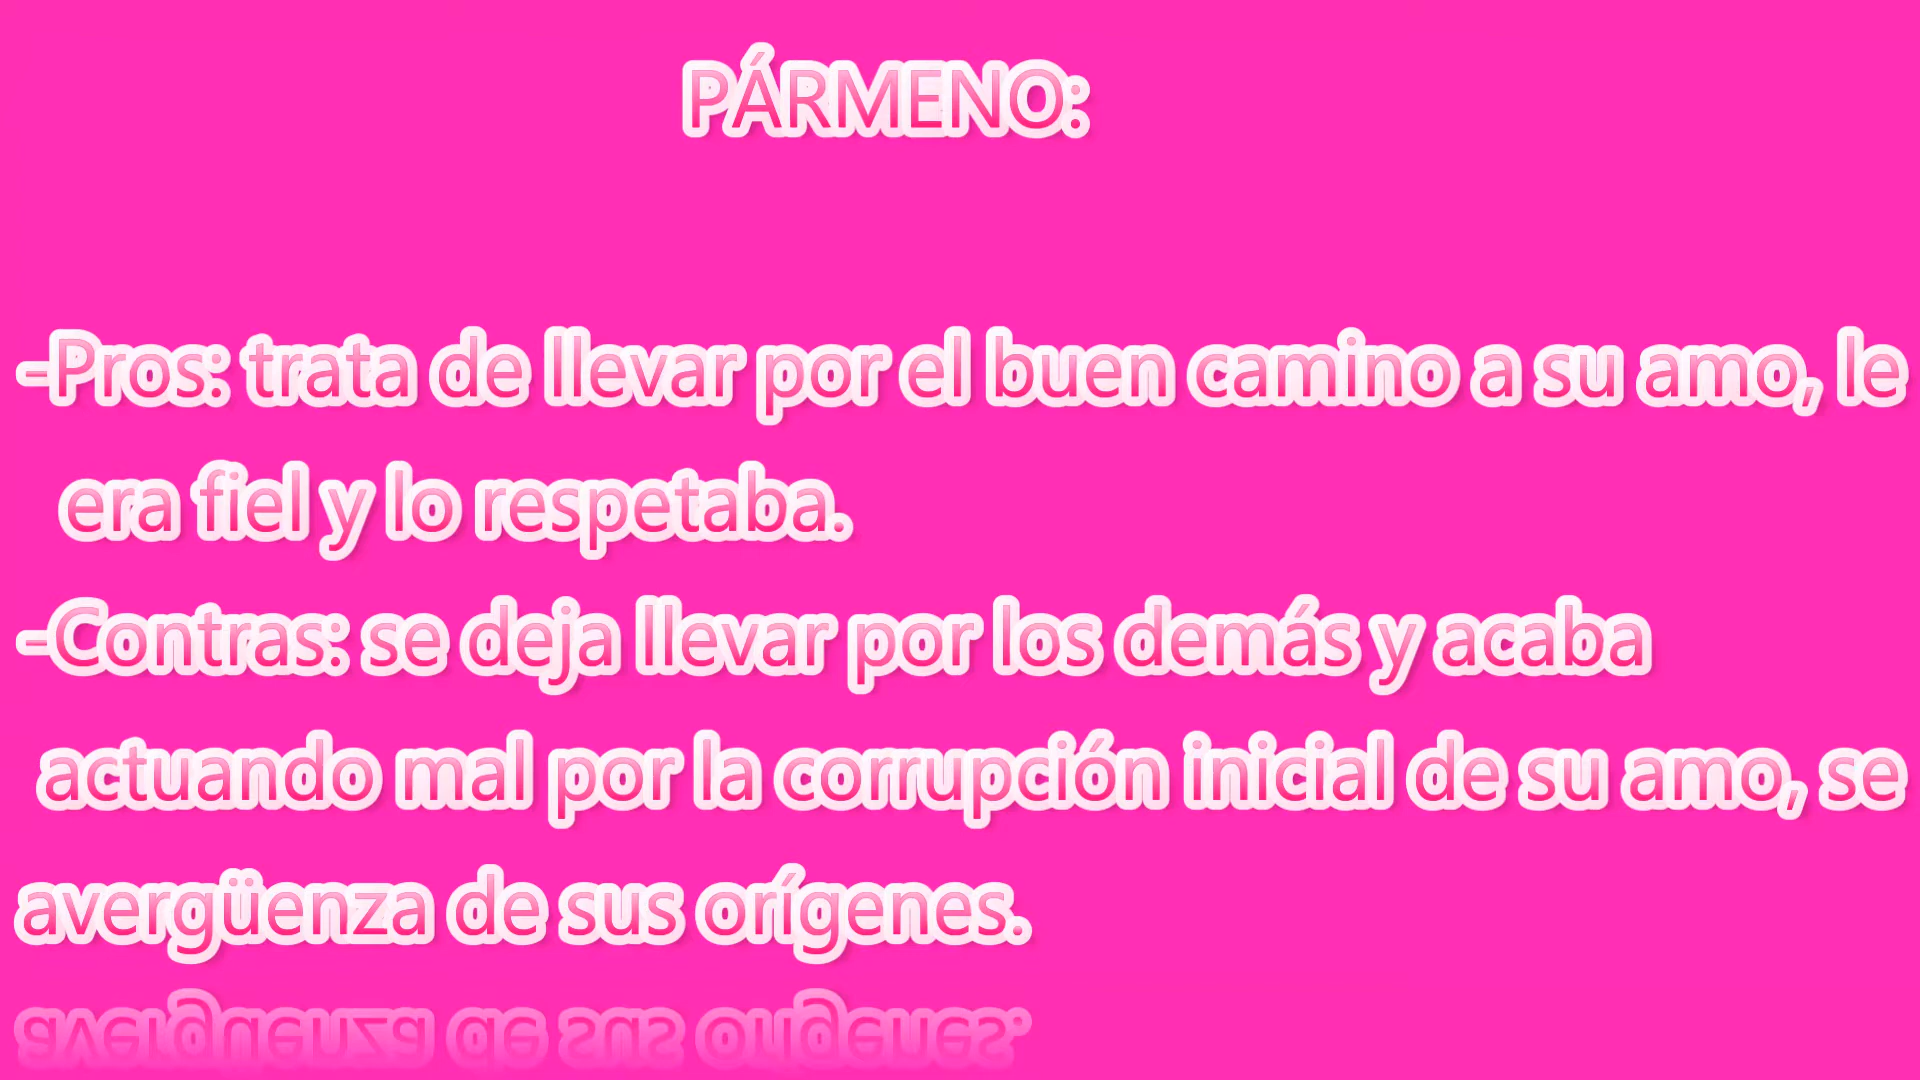 PÁRMENO:
-Pros: trata de llevar por el buen camino a su amo, le
era fiel y lo respetaba.
-Contras: se deja llevar por los demás y acaba
actuando mal por la corrupción inicial de su amo, se
avergüenza de sus orígenes.